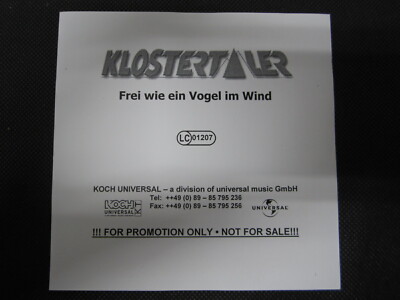 KLOSTERTALER
Frei wie ein Vogel im Wind
LC 01207
KOCH UNIVERSAL – a division of universal music GmbH
Tel: ++49 (0) 89 – 85 795 236
Fax: ++49 (0) 89 – 85 795 256
KOCH
UNIVERSAL
UNIVERSAL
!!! FOR PROMOTION ONLY • NOT FOR SALE!!!